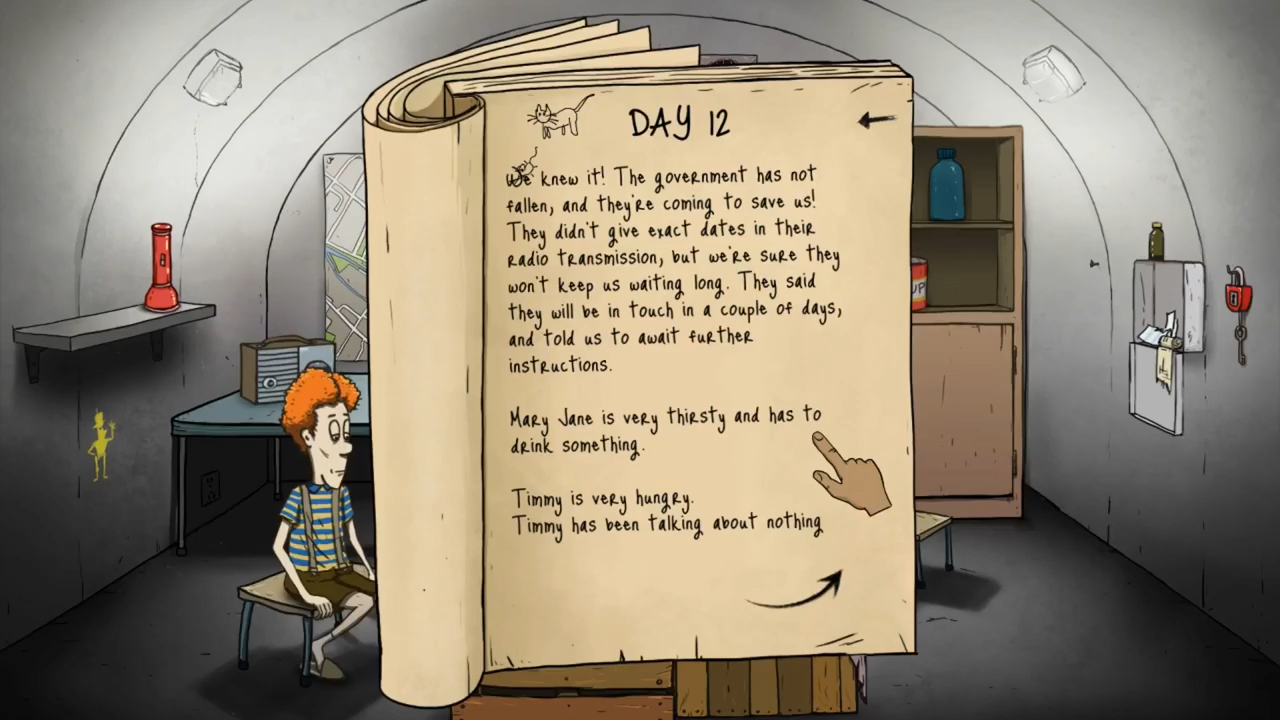 DAY 12
We knew it! The government has not
fallen, and they're coming to save us!
They didn't give exact dates in their
radio transmission, but we're sure they
won't keep us waiting long. They said
they will be in touch in a couple of days,
and told us to await further
instructions.
Mary Jane is very thirsty and has to
drink something.
Timmy is very hungry.
Timmy has been talking about nothing
UP